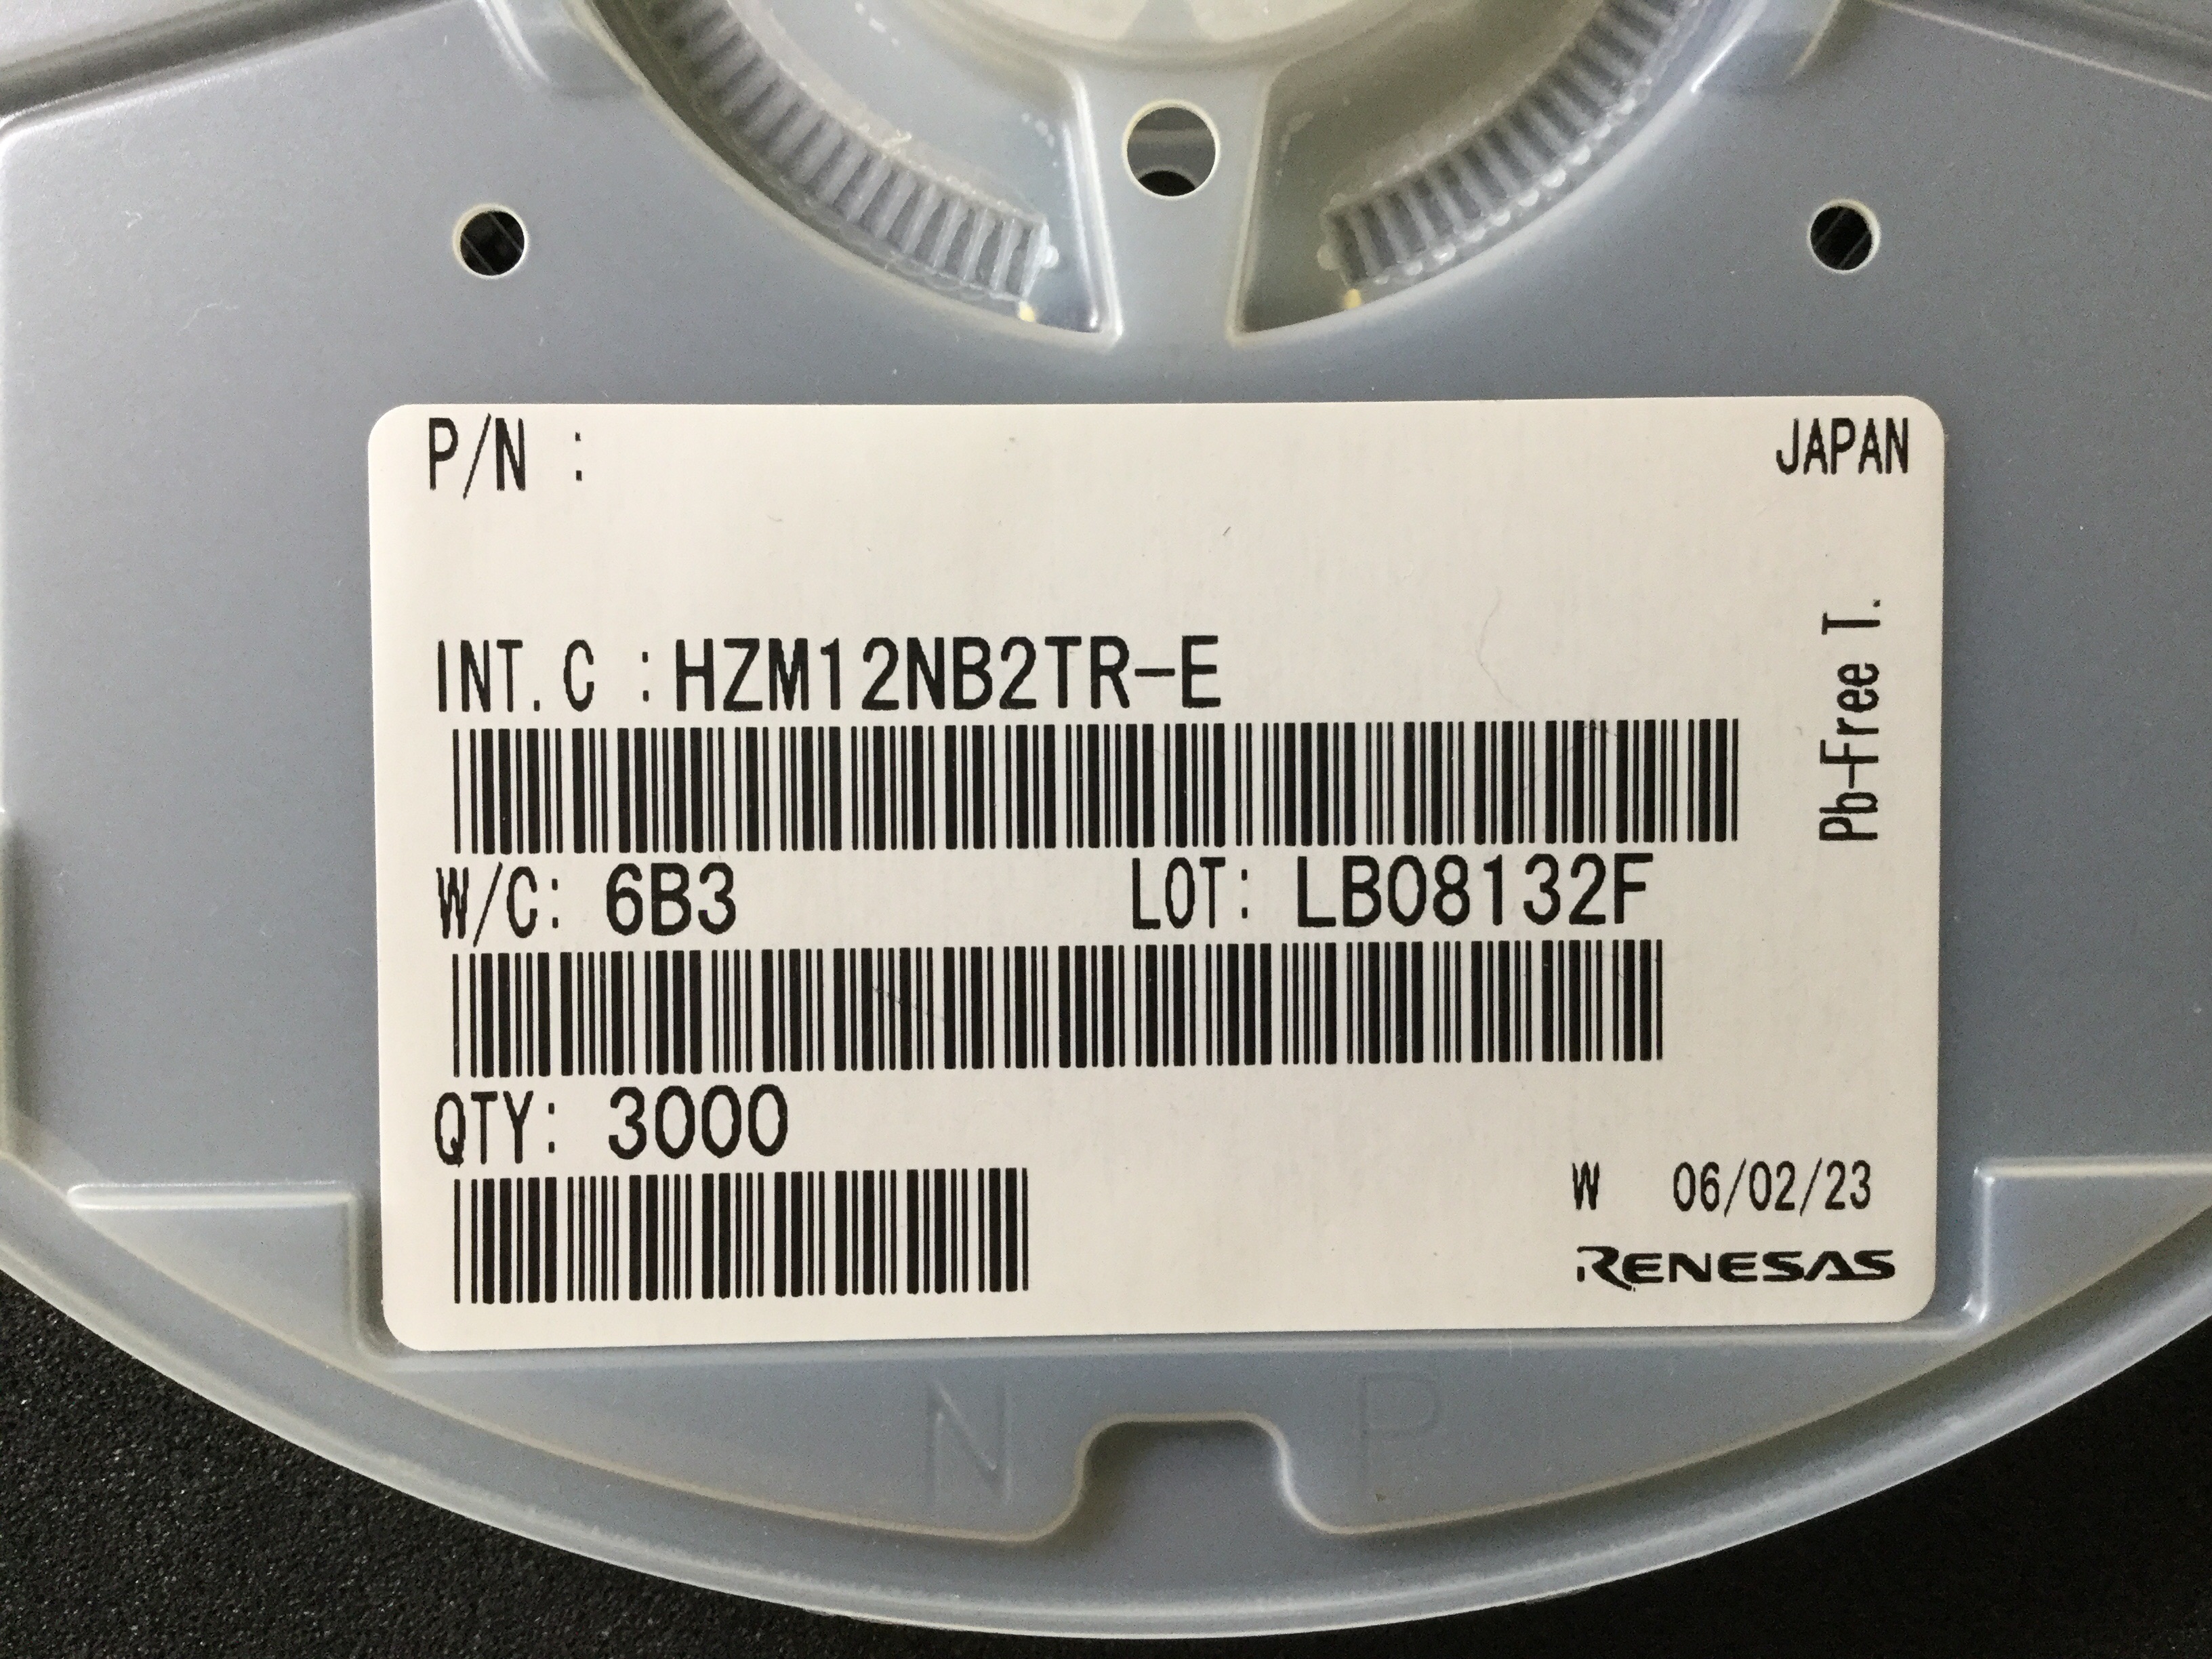 P/N :
JAPAN
INT.C :HZM12NB2TR-E
Pb-Free T.
W/C: 6B3 LOT: LB08132F
QTY: 3000
W 06/02/23
RENESAS
N P